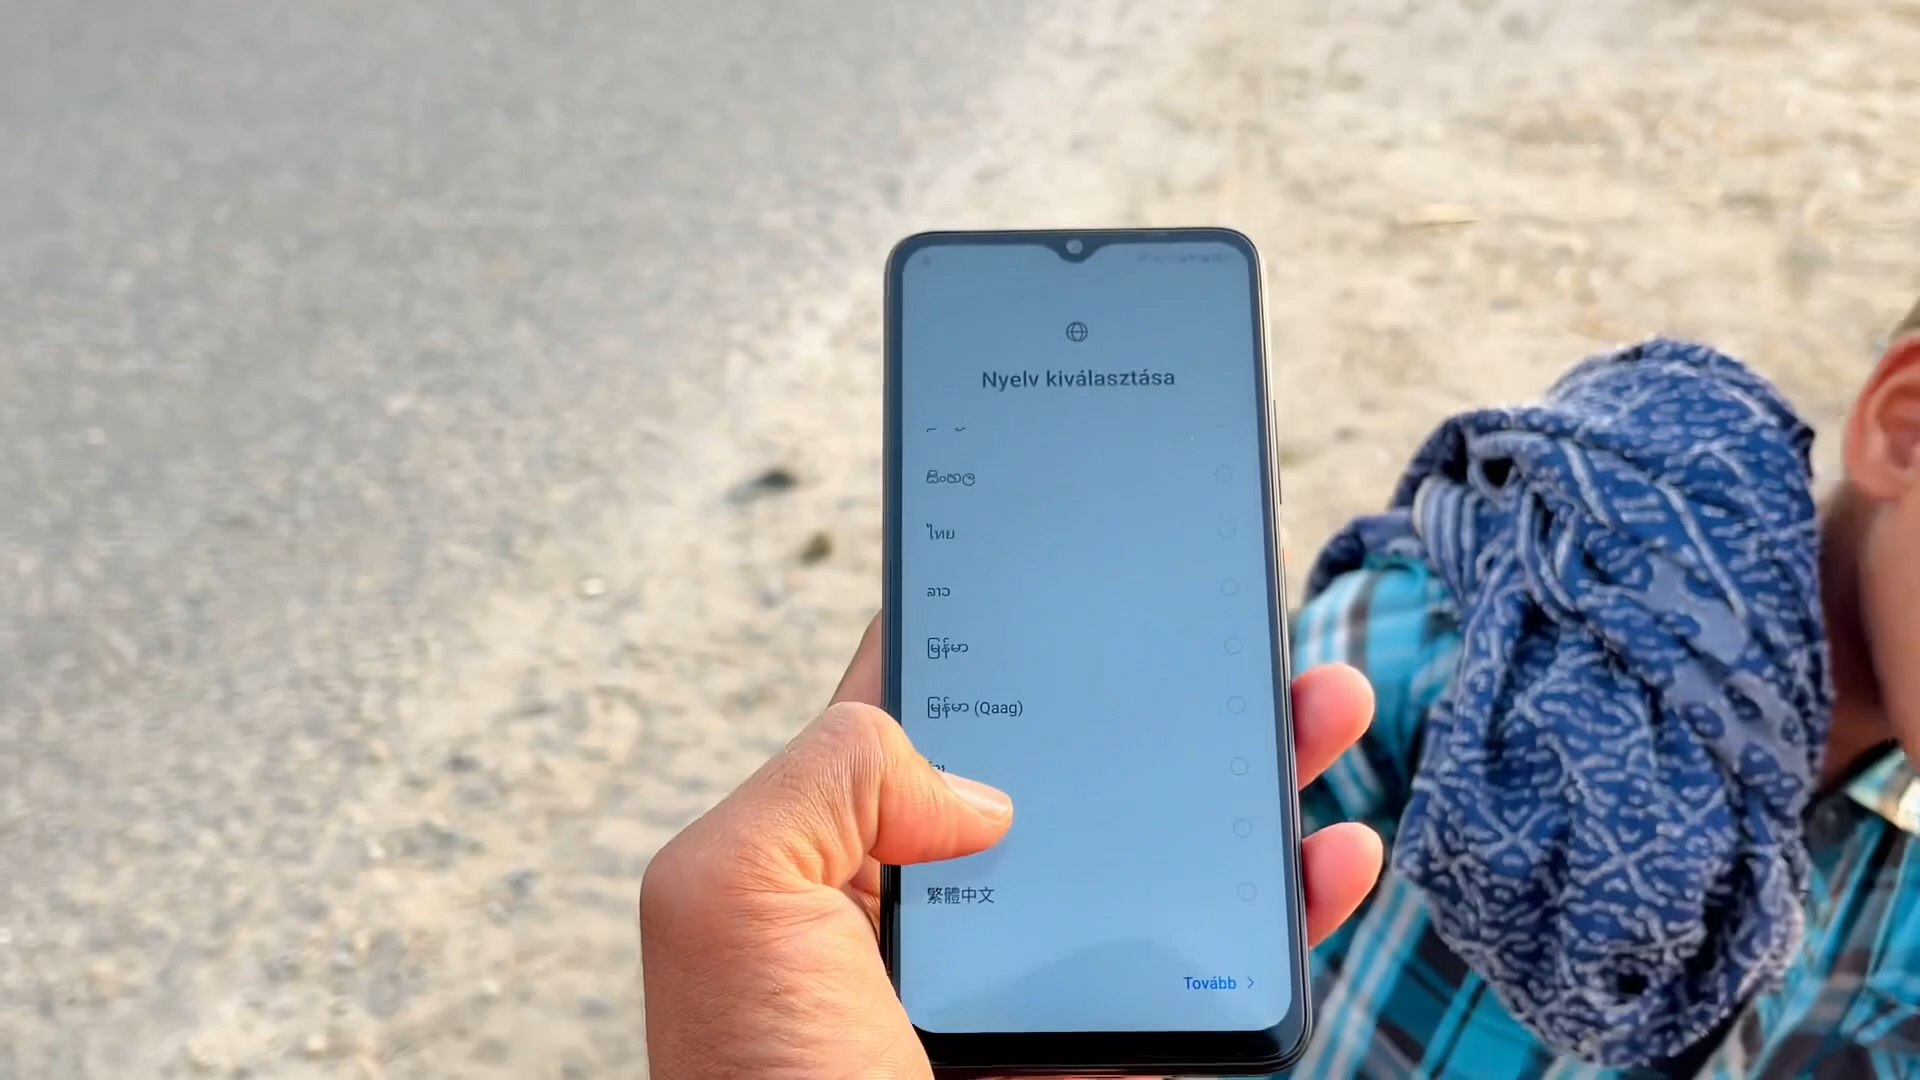 Nyelv kiválasztása
සිංහල
ไทย
ລາວ
မြန်မာ
မြန်မာ (Qaag)
繁體中文
Tovább